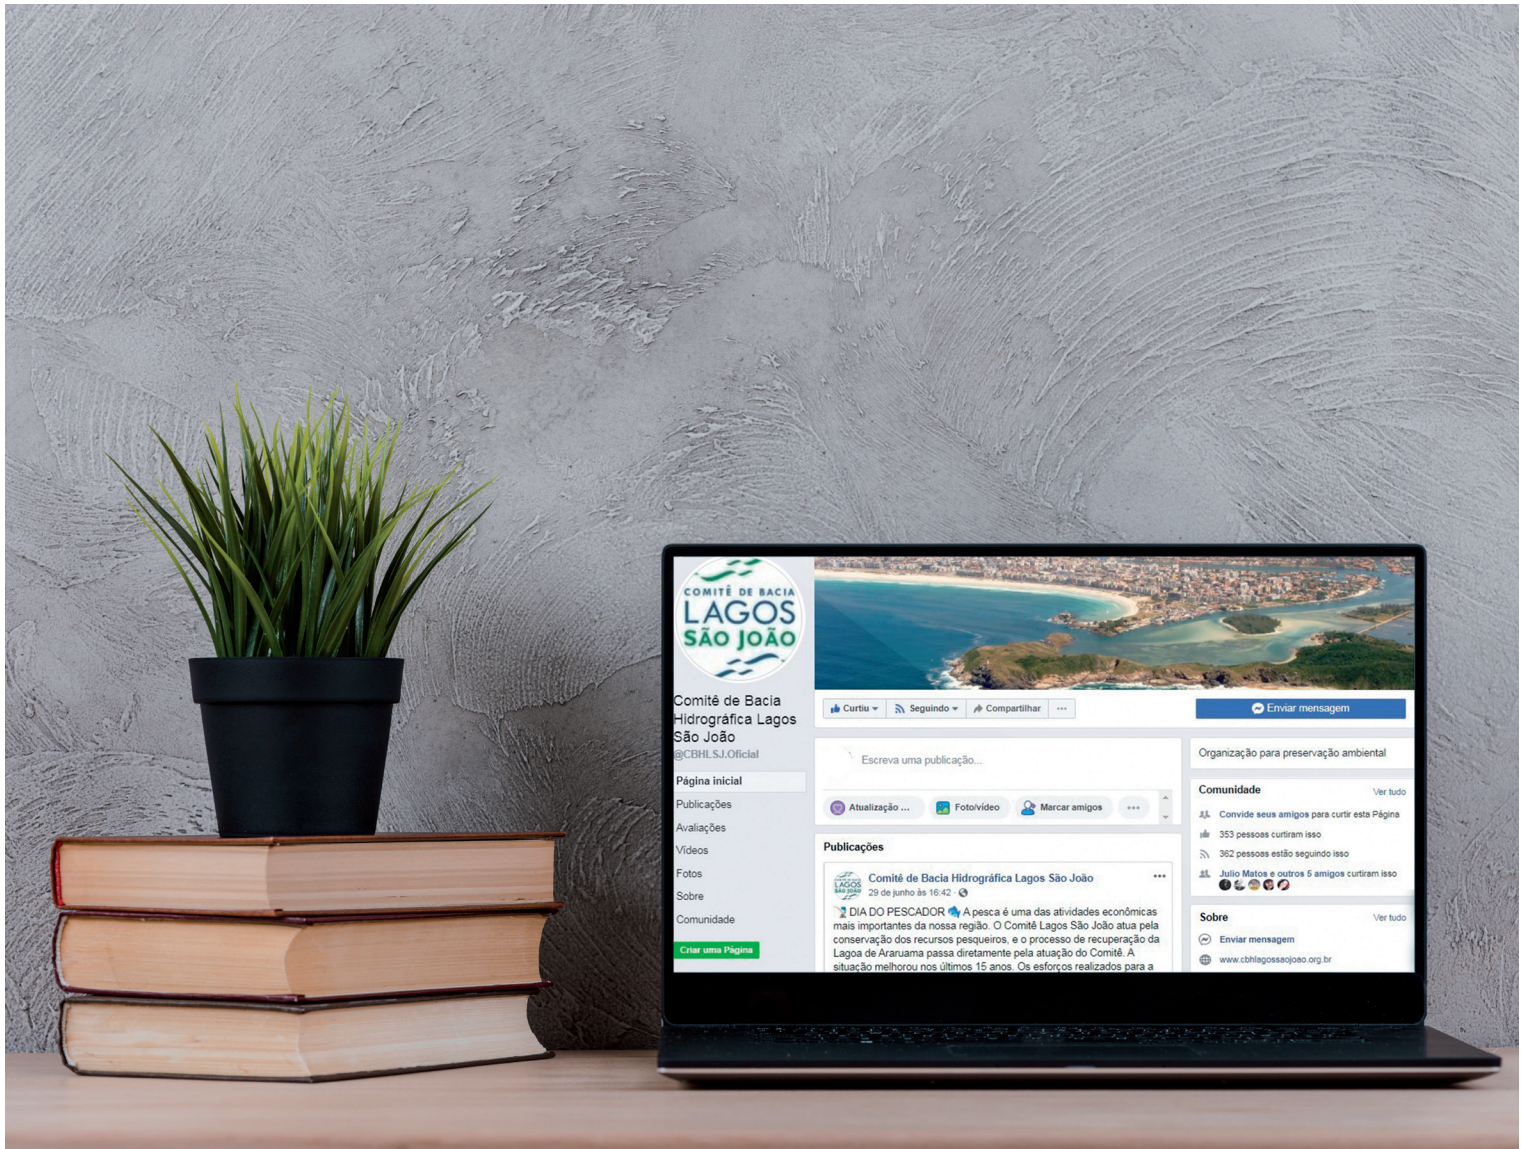 COMITÊ DE BACIA
LAGOS
SÃO JOÃO
Comitê de Bacia
Hidrográfica Lagos
São João
@CBHLSJ.Oficial
Página inicial
Publicações
Avaliações
Vídeos
Fotos
Sobre
Comunidade
Criar uma Página
Curtiu
Seguindo
Compartilhar
Enviar mensagem
Escreva uma publicação...
Atualização ...
Foto/vídeo
Marcar amigos
Publicações
LAGOS
SÃO JOÃO
Comitê de Bacia Hidrográfica Lagos São João
29 de junho às 16:42 ·
DIA DO PESCADOR A pesca é uma das atividades econômicas
mais importantes da nossa região. O Comitê Lagos São João atua pela
conservação dos recursos pesqueiros, e o processo de recuperação da
Lagoa de Araruama passa diretamente pela atuação do Comitê. A
situação melhorou nos últimos 15 anos. Os esforços realizados para a
Organização para preservação ambiental
Comunidade Ver tudo
Convide seus amigos para curtir esta Página
353 pessoas curtiram isso
362 pessoas estão seguindo isso
Julio Matos e outros 5 amigos curtiram isso
Sobre Ver tudo
Enviar mensagem
www.cbhlagossaojoao.org.br